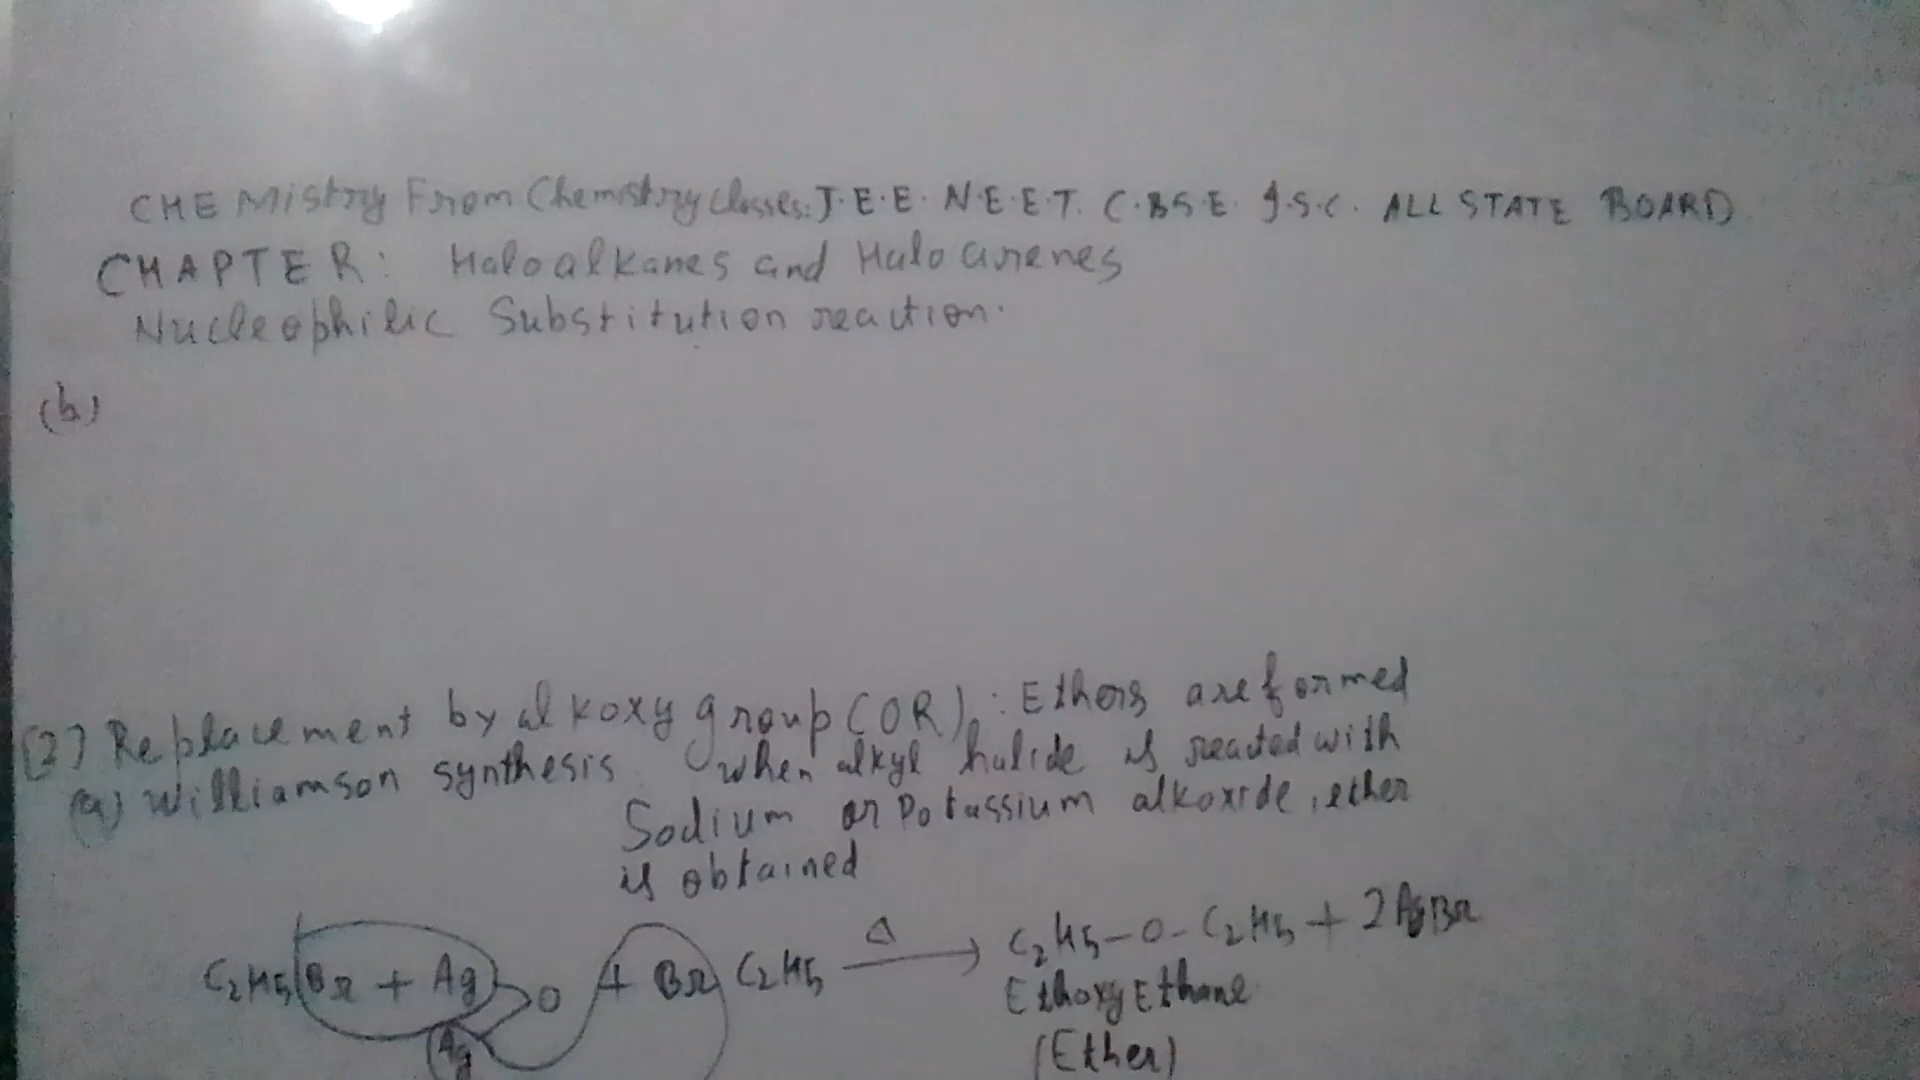 CHEMistry From Chemistry classes: J.E.E. N.E.E.T. C.B.S.E. I.S.C. ALL STATE BOARD
CHAPTER: Haloalkanes and Haloarenes
Nucleophilic Substitution reaction.
(b)
(2) Replacement by alkoxy group (OR): Ethers are formed
(a) Williamson synthesis when alkyl halide is reacted with
Sodium or Potassium alkoxide, ether
is obtained
C2H5 Br + Ag O + Br C2H5 Δ → C2H5-O-C2H5 + 2AgBr
Ag
Ethoxy Ethane
(Ether)